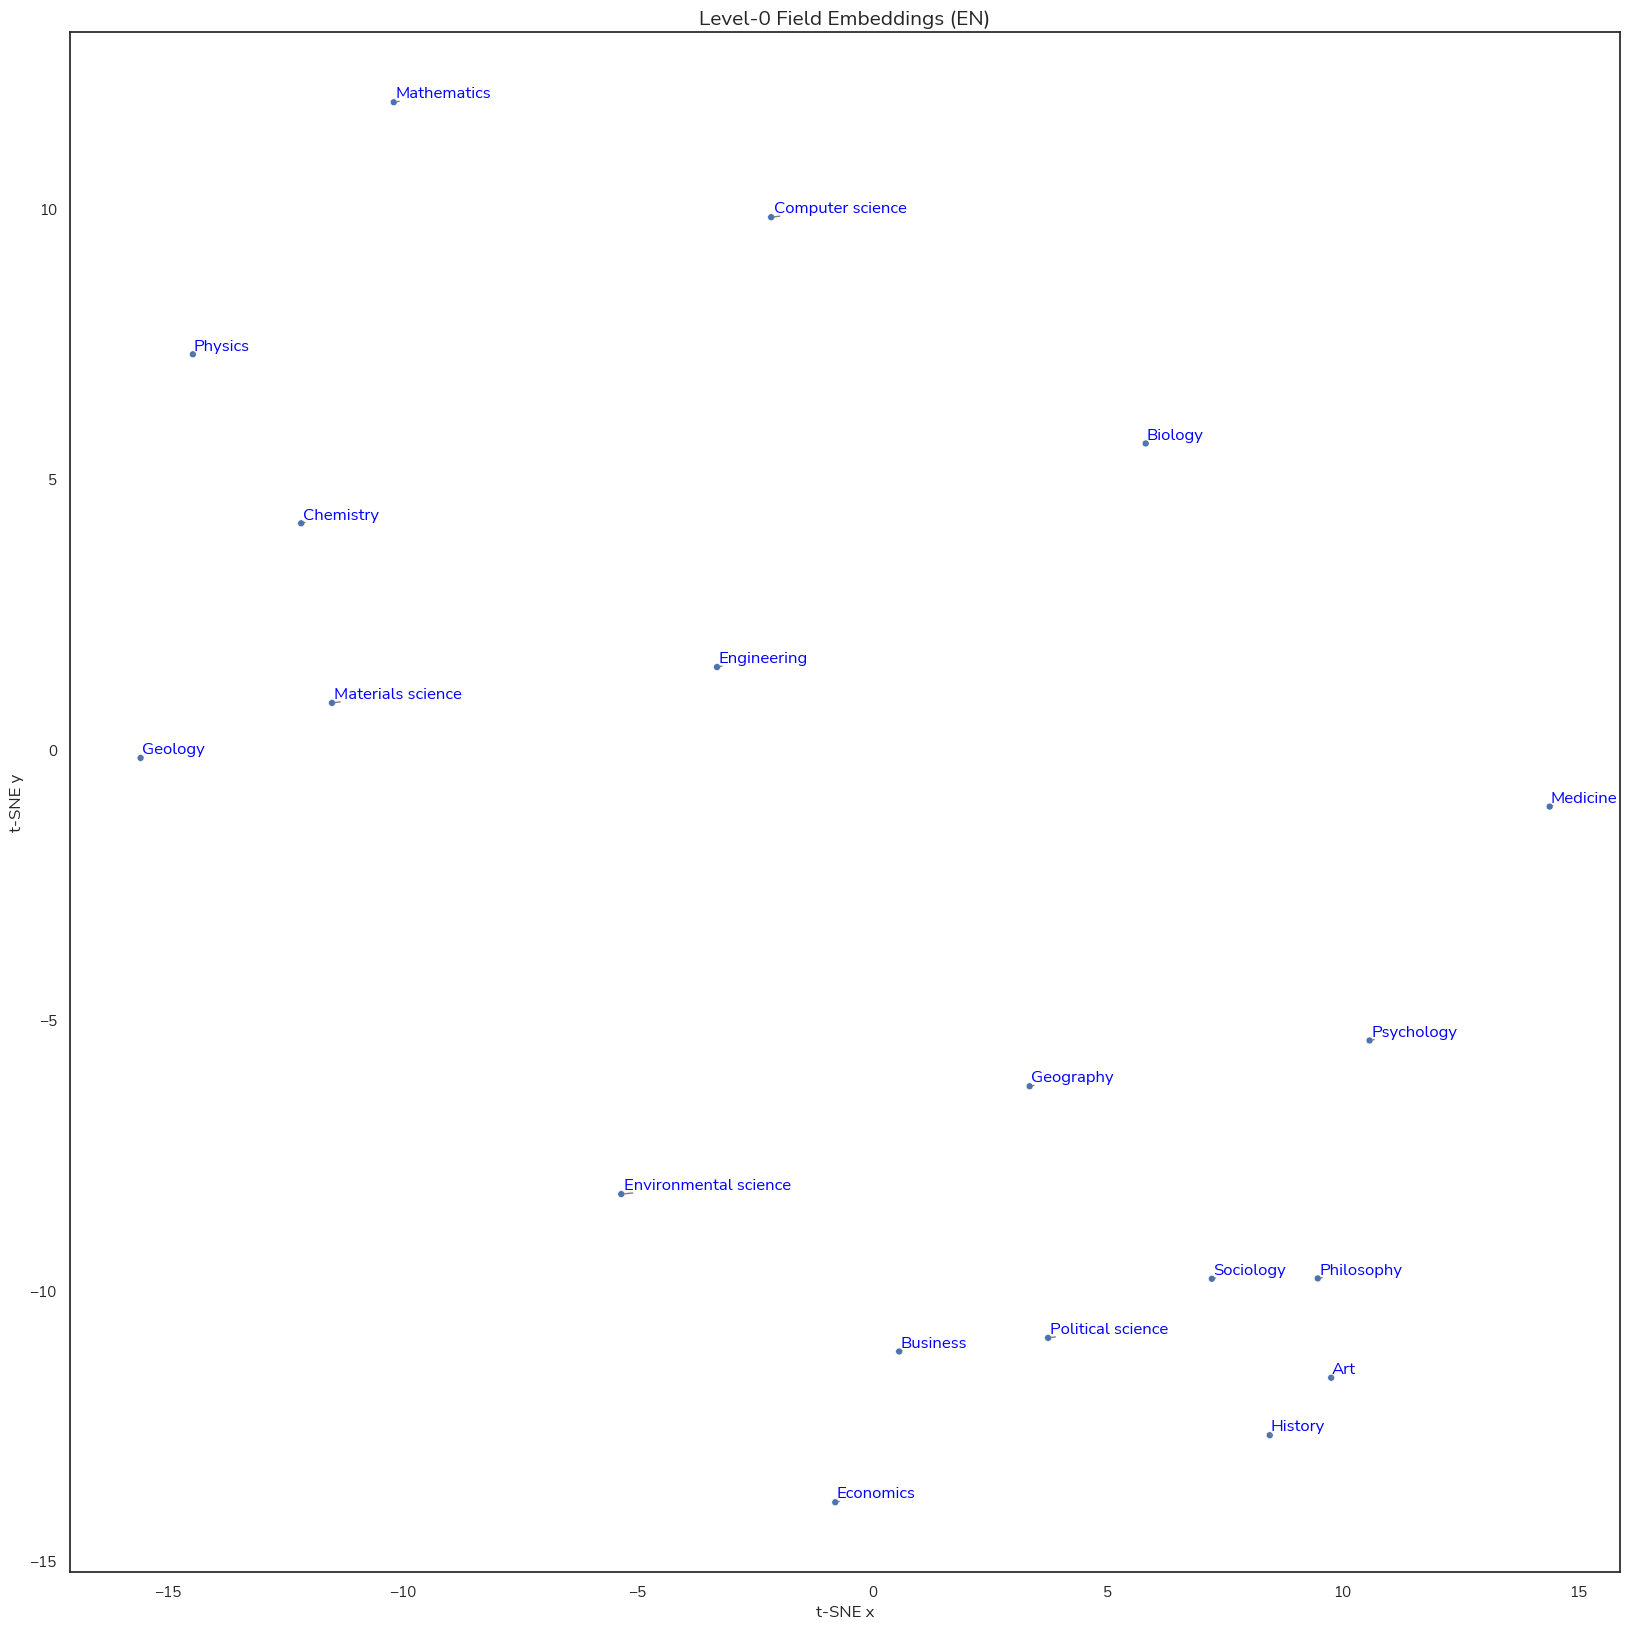 Level-0 Field Embeddings (EN)
Mathematics
10
Computer science
Physics
Biology
5
Chemistry
Engineering
Materials science
0
Geology
t-SNE y
Medicine
−5
Psychology
Geography
Environmental science
Sociology
Philosophy
−10
Political science
Business
Art
History
Economics
−15
−15
−10
−5
0
5
10
15
t-SNE x